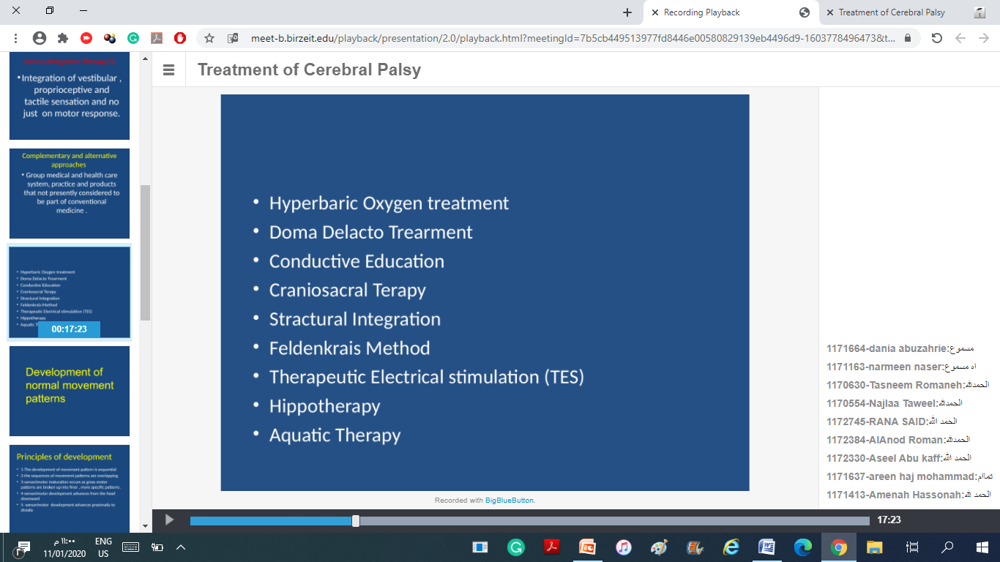 Recording Playback
Treatment of Cerebral Palsy
meet-b.birzeit.edu/playback/presentation/2.0/playback.html?meetingId=7b5cb449513977fd8446e00580829139eb4496d9-1603778496473&t...
Sensory Integration Therapy(SI)
•Integration of vestibular ,
proprioceptive and
tactile sensation and no
just on motor response.
Complementary and alternative
approaches
• Group medical and health care
system, practice and products
that not presently considered to
be part of conventional
medicine .
• Hyperbaric Oxygen treatment
• Doma Delacto Trearment
• Conductive Education
• Craniosacral Terapy
• Stractural Integration
• Feldenkrais Method
• Therapeutic Electrical stimulation (TES)
• Hippotherapy
• Aquatic T
00:17:23
Development of
normal movement
patterns
Principles of development
• 1-The development of movement pattern is sequential
• 2-the sequences of movement patterns are overlapping
• 3-sensorimotor maturation occurs as gross motor
patterns are broken up into finer , more specific patterns.
• 4-sensorimotor development advances from the head
downward
• 5- sensorimotor development advances proximally to
distally
Treatment of Cerebral Palsy
• Hyperbaric Oxygen treatment
• Doma Delacto Trearment
• Conductive Education
• Craniosacral Terapy
• Stractural Integration
• Feldenkrais Method
• Therapeutic Electrical stimulation (TES)
• Hippotherapy
• Aquatic Therapy
Recorded with BigBlueButton.
1171664-dania abuzahrie:مسموع
1171163-narmeen naser:اه مسموع
1170630-Tasneem Romaneh:الحمدلله
1170554-Najlaa Taweel:الحمدلله
1172745-RANA SAID:الحمد الله
1172384-AlAnod Roman:الحمدلله
1172330-Aseel Abu kaff:الحمد الله
1171637-areen haj mohammad:تماام
1171413-Amenah Hassonah:الحمد لله
17:23
١١:٠٠ م
11/01/2020
ENG
US
٢